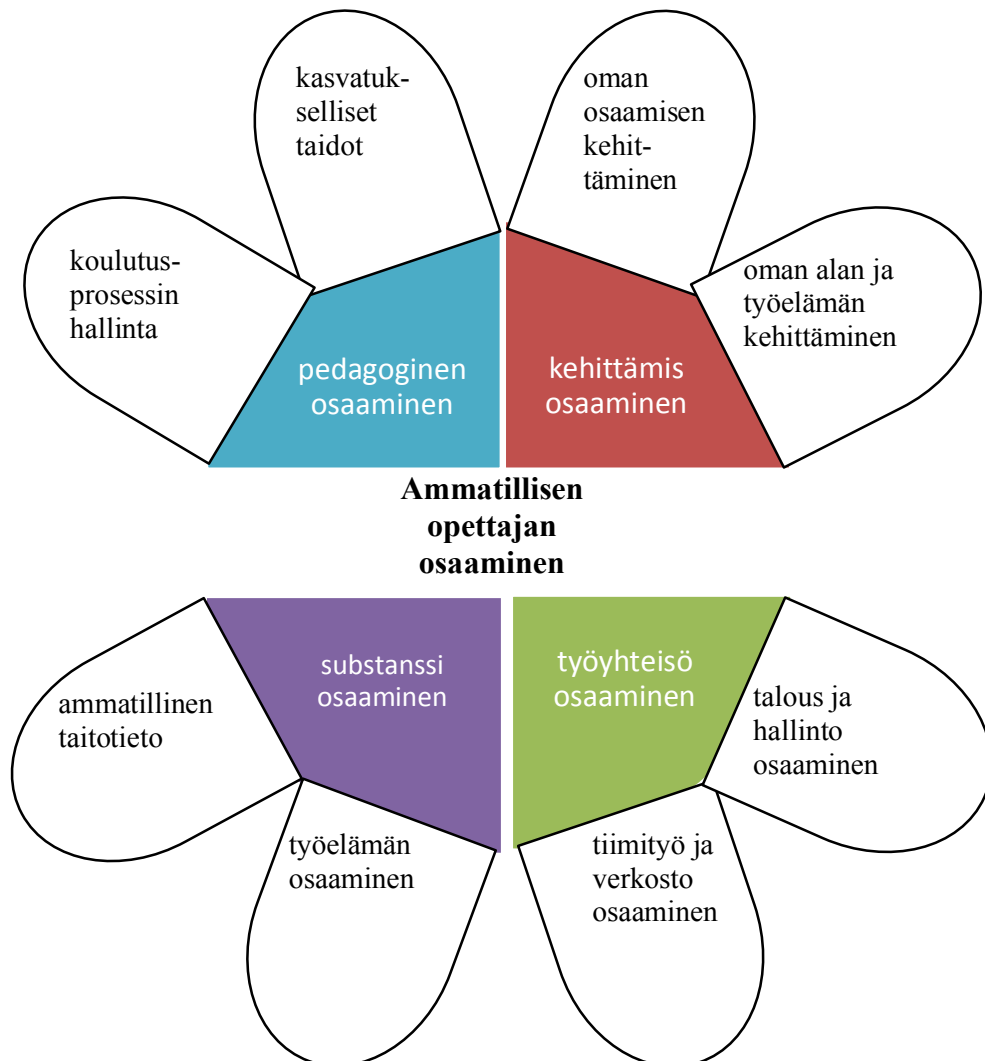 kasvatuk-
selliset
taidot
oman
osaamisen
kehit-
täminen
koulutus-
prosessin
hallinta
oman alan ja
työelämän
kehittäminen
pedagoginen
osaaminen
kehittämis
osaaminen
Ammatillisen
opettajan
osaaminen
substanssi
osaaminen
työyhteisö
osaaminen
ammatillinen
taitotieto
talous ja
hallinto
osaaminen
työelämän
osaaminen
tiimityö ja
verkosto
osaaminen